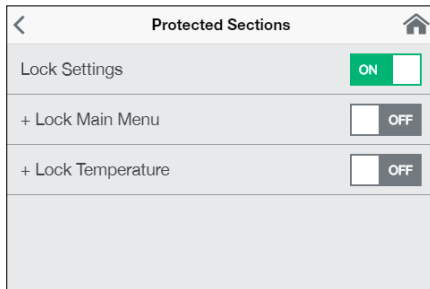 Protected Sections
Lock Settings ON
+ Lock Main Menu OFF
+ Lock Temperature OFF